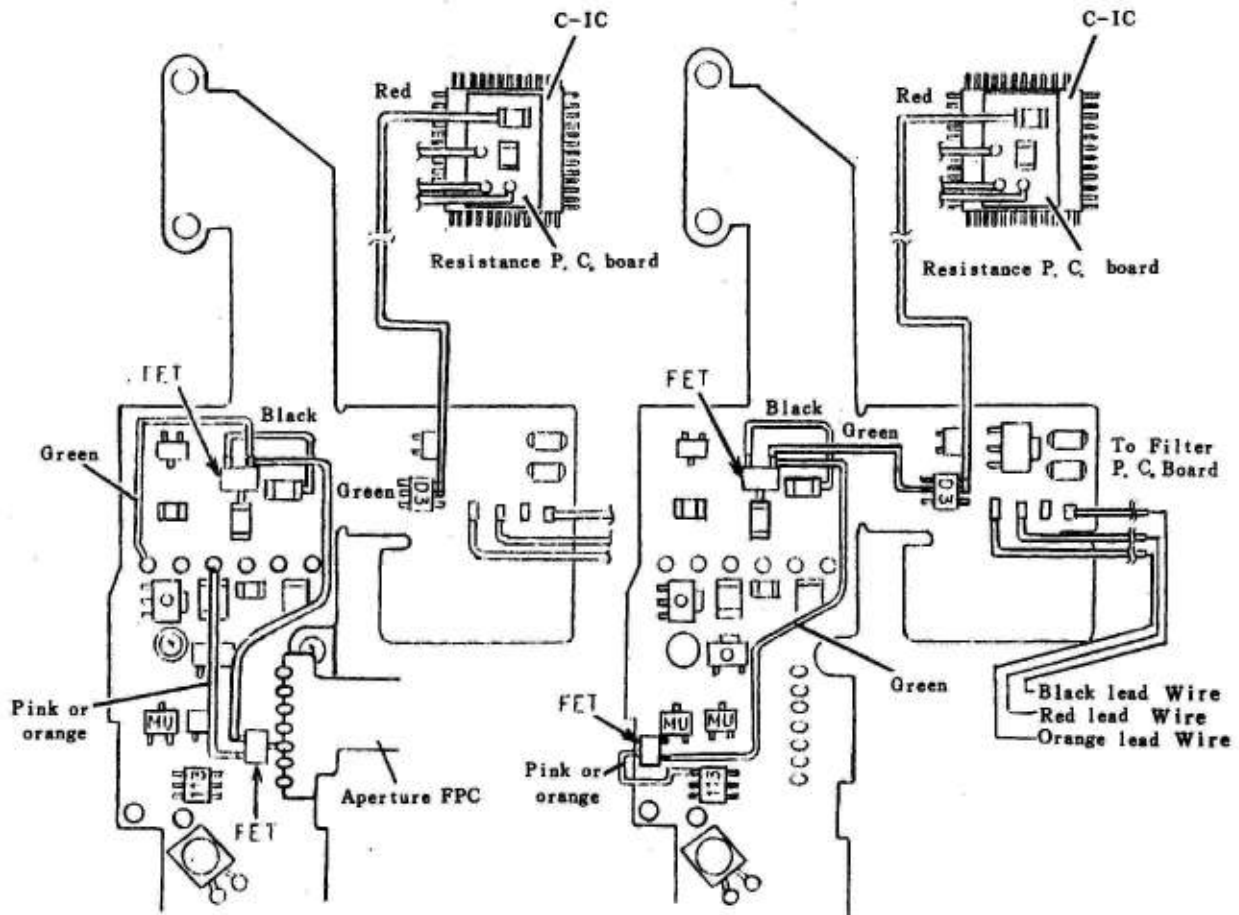 C-IC
Red
Resistance P. C. board
FET
Black
Green
Green
D3
Pink or
orange
MU
113
FET
Aperture FPC
C-IC
Red
Resistance P. C. board
FET
Black
Green
D3
To Filter
P. C. Board
Green
FET
MU
MU
Pink or
orange
113
Black lead Wire
Red lead Wire
Orange lead Wire